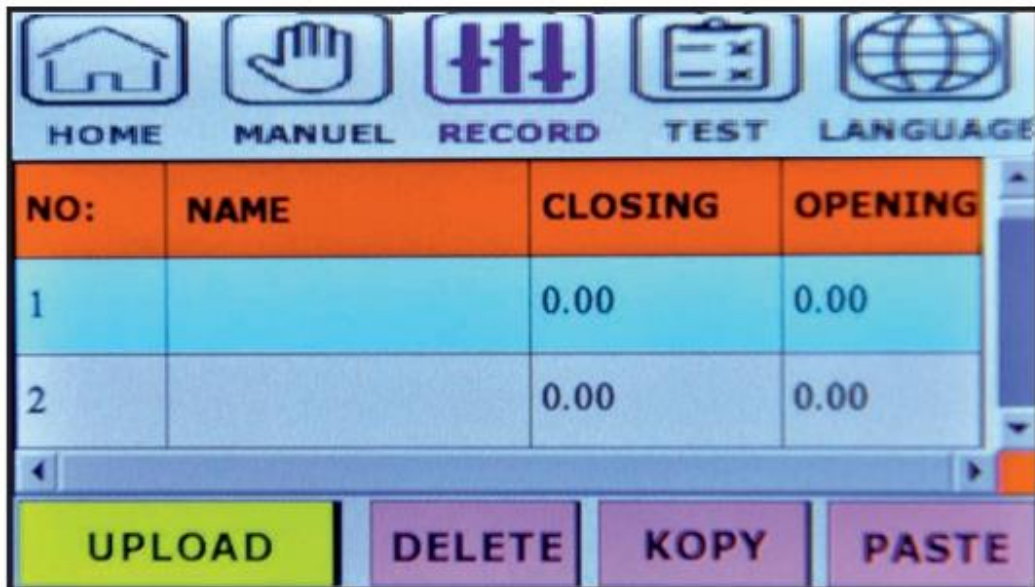 HOME MANUEL RECORD TEST LANGUAGE
NO: NAME CLOSING OPENING
1 0.00 0.00
2 0.00 0.00
UPLOAD DELETE KOPY PASTE